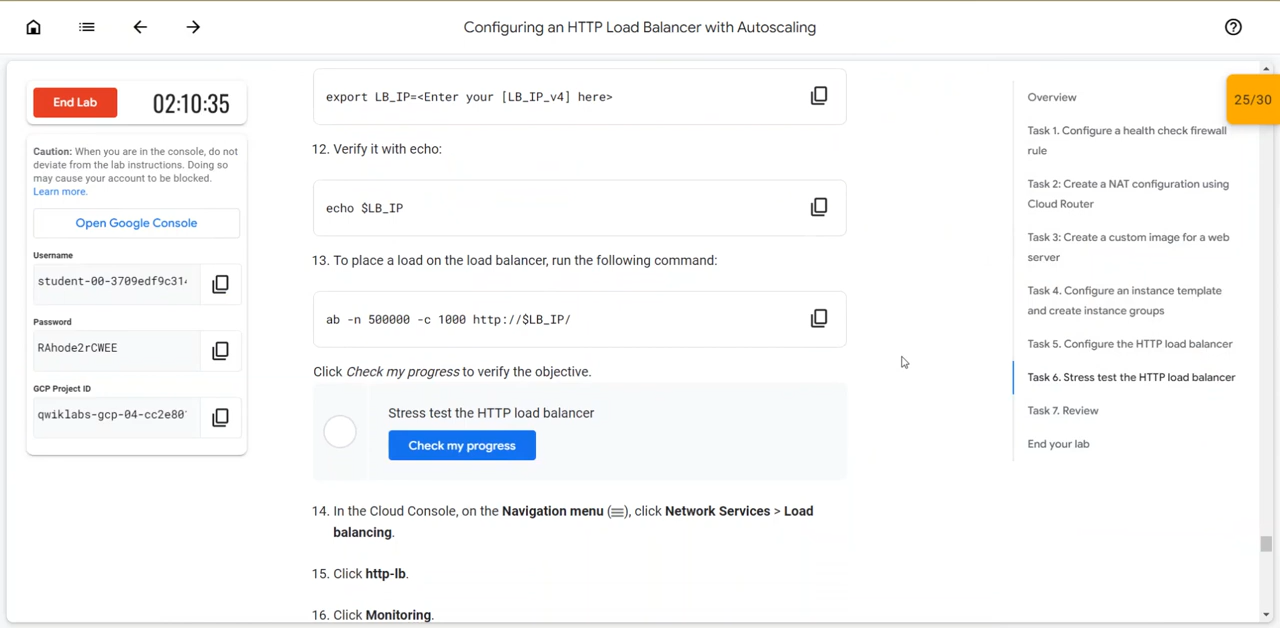 Configuring an HTTP Load Balancer with Autoscaling
End Lab
02:10:35
Caution: When you are in the console, do not
deviate from the lab instructions. Doing so
may cause your account to be blocked.
Learn more.
Open Google Console
Username
student-00-3709edf9c314
Password
RAhode2rCWEE
GCP Project ID
qwiklabs-gcp-04-cc2e80
export LB_IP=<Enter your [LB_IP_v4] here>
12. Verify it with echo:
echo $LB_IP
13. To place a load on the load balancer, run the following command:
ab -n 500000 -c 1000 http://$LB_IP/
Click Check my progress to verify the objective.
Stress test the HTTP load balancer
Check my progress
14. In the Cloud Console, on the Navigation menu (), click Network Services > Load
balancing.
15. Click http-lb.
16. Click Monitoring.
Overview
Task 1. Configure a health check firewall
rule
Task 2: Create a NAT configuration using
Cloud Router
Task 3: Create a custom image for a web
server
Task 4. Configure an instance template
and create instance groups
Task 5. Configure the HTTP load balancer
Task 6. Stress test the HTTP load balancer
Task 7. Review
End your lab
25/30